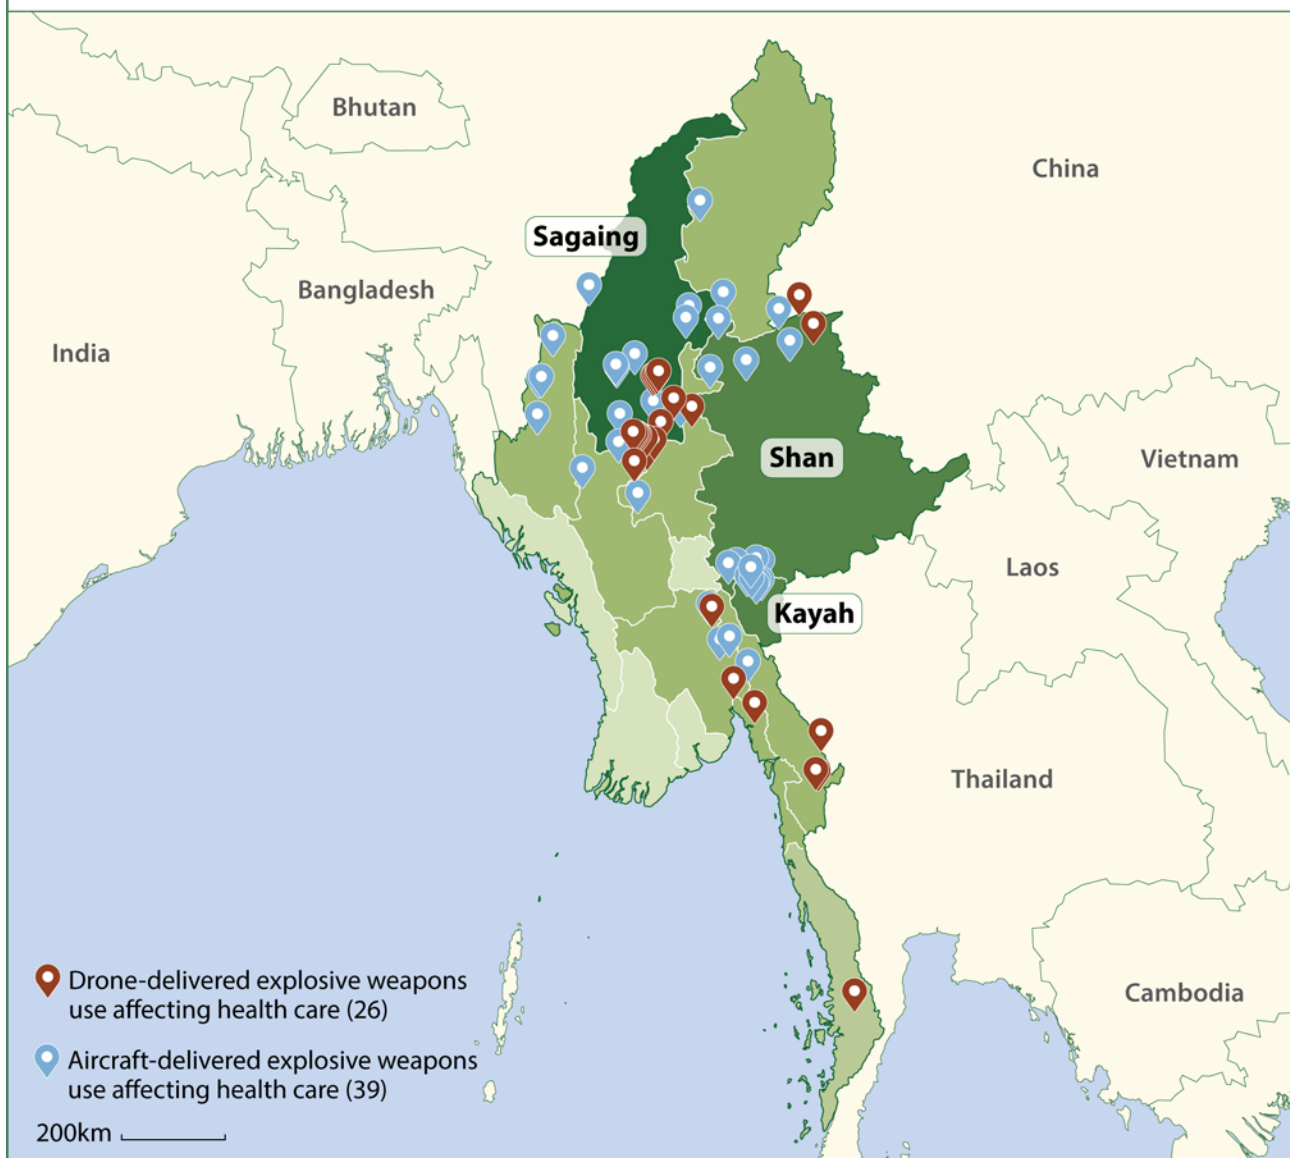 Bhutan
China
Sagaing
Bangladesh
India
Shan
Vietnam
Laos
Kayah
Thailand
Cambodia
Drone-delivered explosive weapons
use affecting health care (26)
Aircraft-delivered explosive weapons
use affecting health care (39)
200km